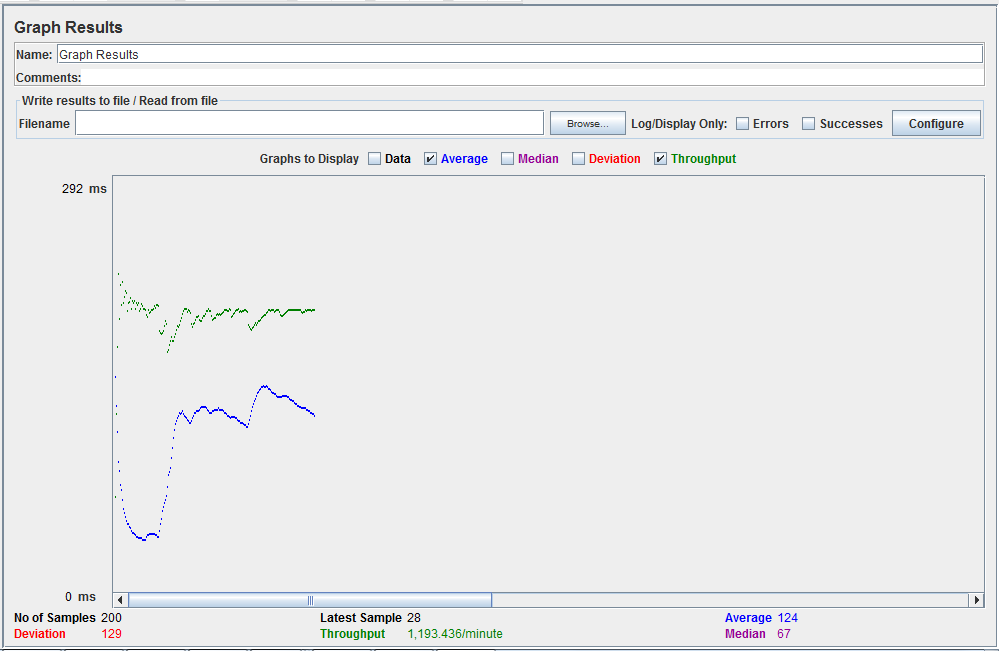 Graph Results
Name: Graph Results
Comments:
Write results to file / Read from file
Filename Browse... Log/Display Only: Errors Successes Configure
Graphs to Display Data Average Median Deviation Throughput
292 ms
0 ms
No of Samples 200 Latest Sample 28 Average 124
Deviation 129 Throughput 1,193.436/minute Median 67